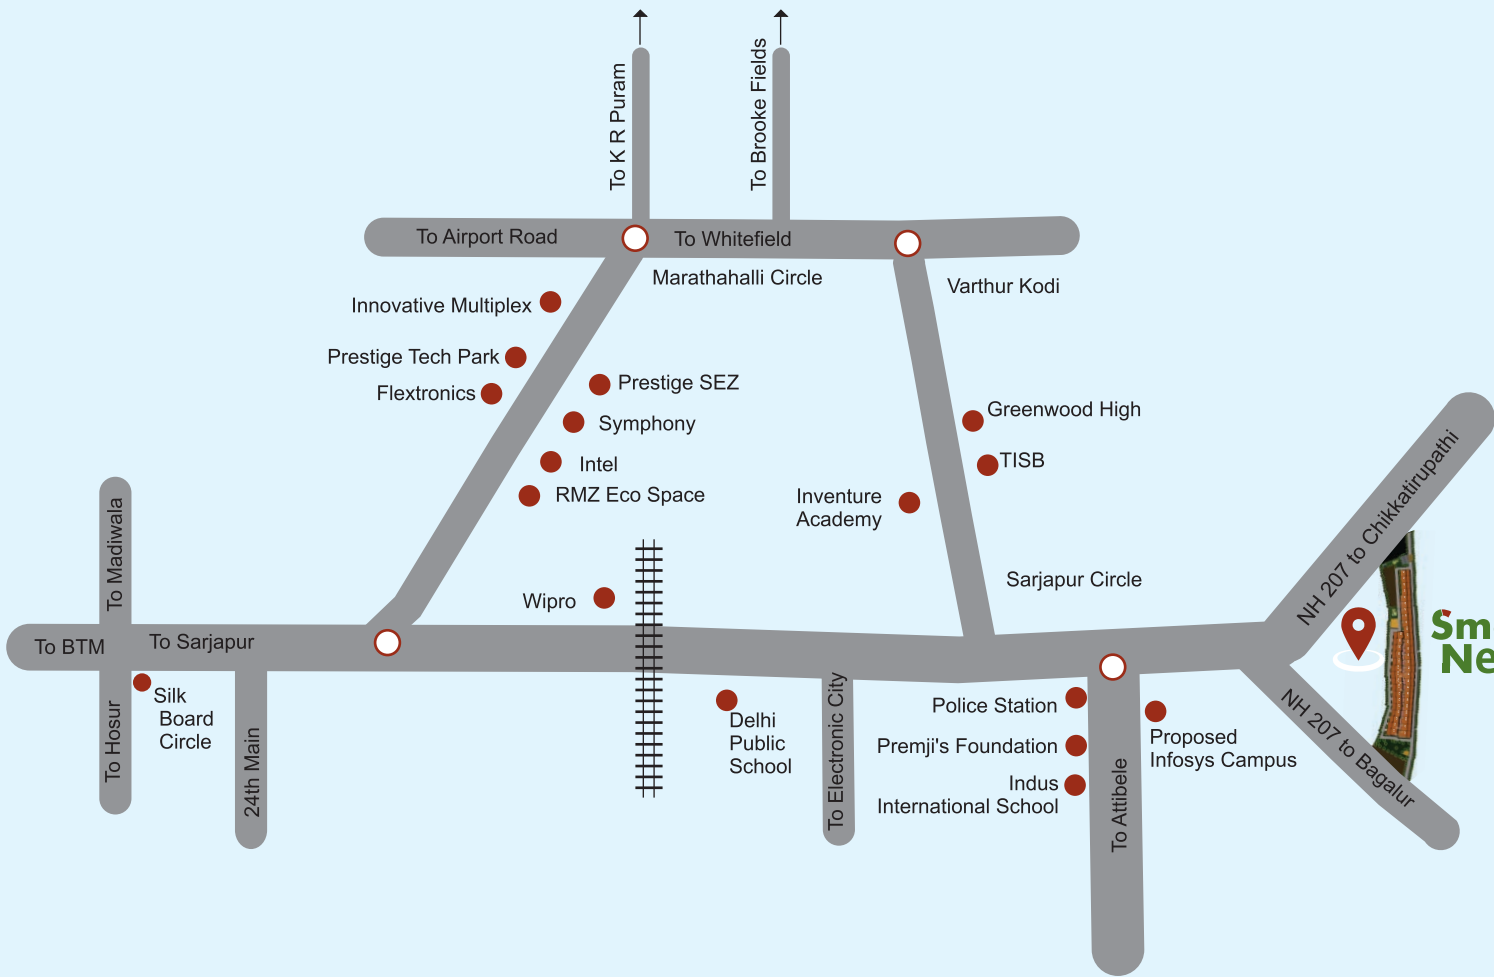 To K R Puram
To Brooke Fields
To Airport Road
To Whitefield
Marathahalli Circle
Varthur Kodi
Innovative Multiplex
Prestige Tech Park
Flextronics
Prestige SEZ
Symphony
Intel
RMZ Eco Space
Greenwood High
TISB
Inventure
Academy
Sarjapur Circle
NH 207 to Chikkatirupathi
To Madiwala
Wipro
To BTM
To Sarjapur
Silk
Board
Circle
To Hosur
24th Main
Delhi
Public
School
To Electronic City
Police Station
Premji's Foundation
Indus
International School
To Attibele
Proposed
Infosys Campus
NH 207 to Bagalur